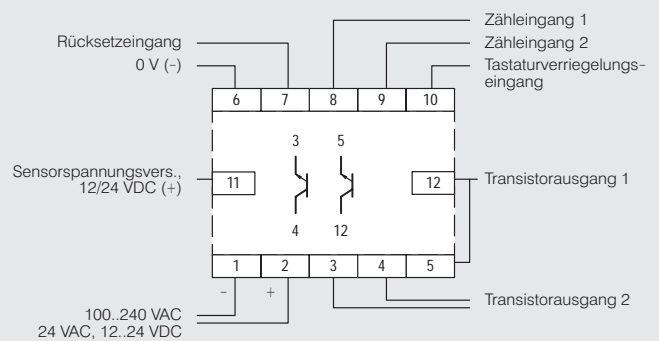 Zähleingang 1
Rücksetzeingang
Zähleingang 2
0 V (-)
Tastaturverriegelungs-
eingang
6 7 8 9 10
3 5
Sensorspannungsvers.,
12/24 VDC (+)
11
12
Transistorausgang 1
4 12
1 2 3 4 5
- +
Transistorausgang 2
100..240 VAC
24 VAC, 12..24 VDC